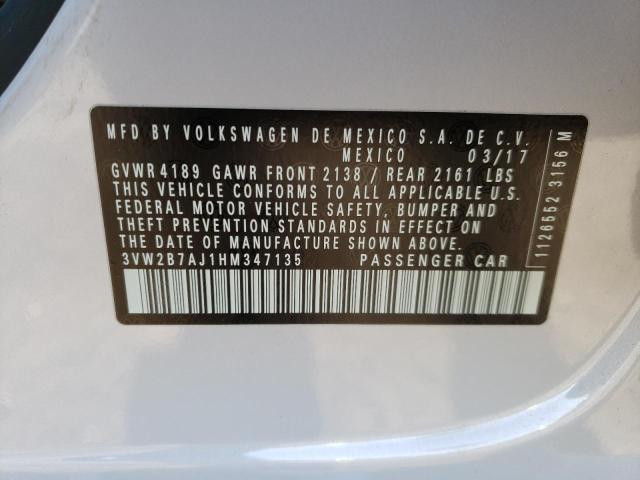 MFD BY VOLKSWAGEN DE MEXICO S.A. DE C.V.
MEXICO 03/17
GVWR 4189 GAWR FRONT 2138 / REAR 2161 LBS
THIS VEHICLE CONFORMS TO ALL APPLICABLE U.S.
FEDERAL MOTOR VEHICLE SAFETY, BUMPER AND
THEFT PREVENTION STANDARDS IN EFFECT ON
THE DATE OF MANUFACTURE SHOWN ABOVE.
3VW2B7AJ1HM347135 PASSENGER CAR
1126562 3156 M